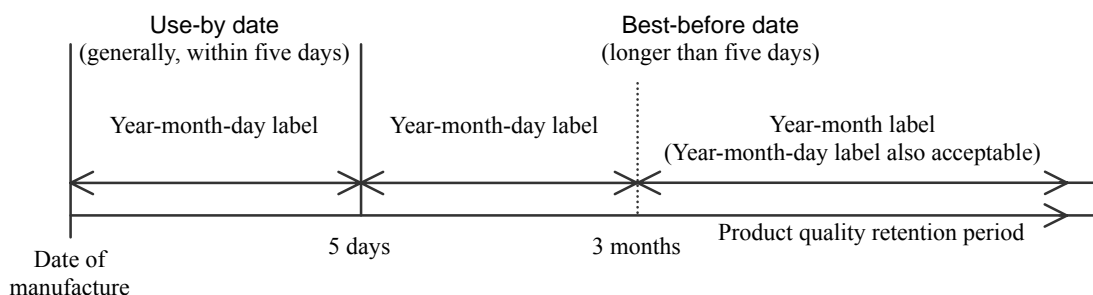 Use-by date
(generally, within five days)
Best-before date
(longer than five days)
Year-month-day label
Year-month-day label
Year-month label
(Year-month-day label also acceptable)
Date of
manufacture
5 days
3 months
Product quality retention period